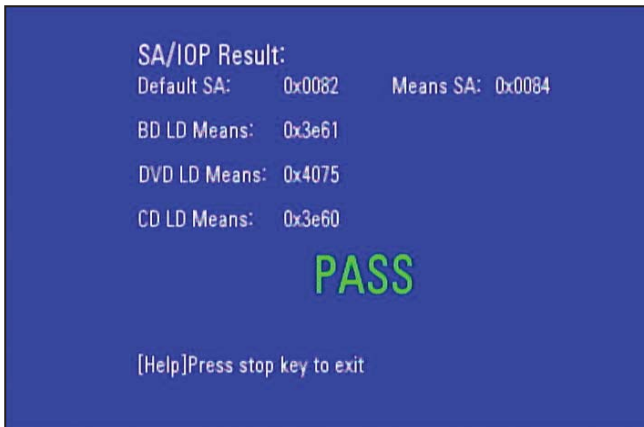 SA/IOP Result:
Default SA: 0x0082 Means SA: 0x0084
BD LD Means: 0x3e61
DVD LD Means: 0x4075
CD LD Means: 0x3e60
PASS
[Help]Press stop key to exit